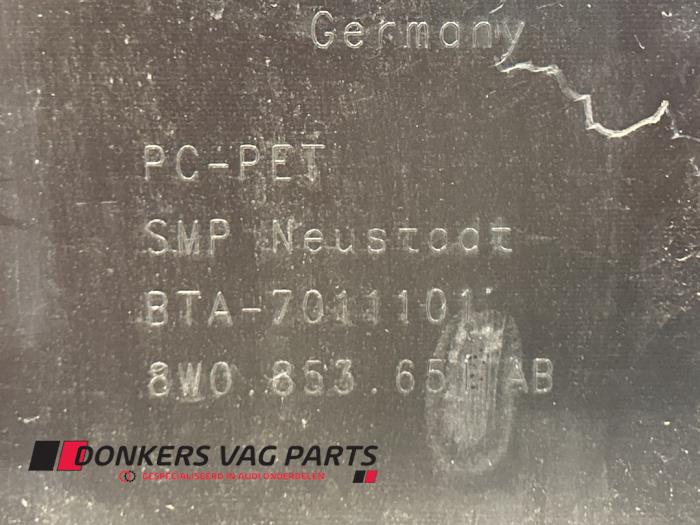 Germany
PC-PET
SMP Neustadt
BTA-7011101
8W0.853.651 AB
DONKERS VAG PARTS
GESPECIALISEERD IN AUDI ONDERDELEN